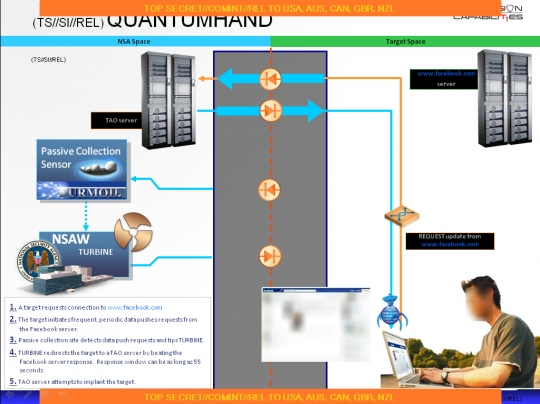 TOP SECRET//COMINT//REL TO USA, AUS, CAN, GBR, NZL
(TS//SI//REL) QUANTUMHAND
CAPABILITIES
NSA Space
Target Space
(TS//SI//REL)
www.facebook.com
server
TAO server
Passive Collection
Sensor
TURMOIL
NSAW
TURBINE
REQUEST update from
www.facebook.com
1. A target requests connection to www.facebook.com
2. The target initiates frequent, periodic data pushes requests
from the Facebook server.
3. Passive collection site detects data push requests and tips TURBINE.
4. TURBINE redirects the target to a TAO server by beating the
Facebook server response. Response window can be as long as 55
seconds.
5. TAO server attempts to implant the target.
TOP SECRET//COMINT//REL TO USA, AUS, CAN, GBR, NZL